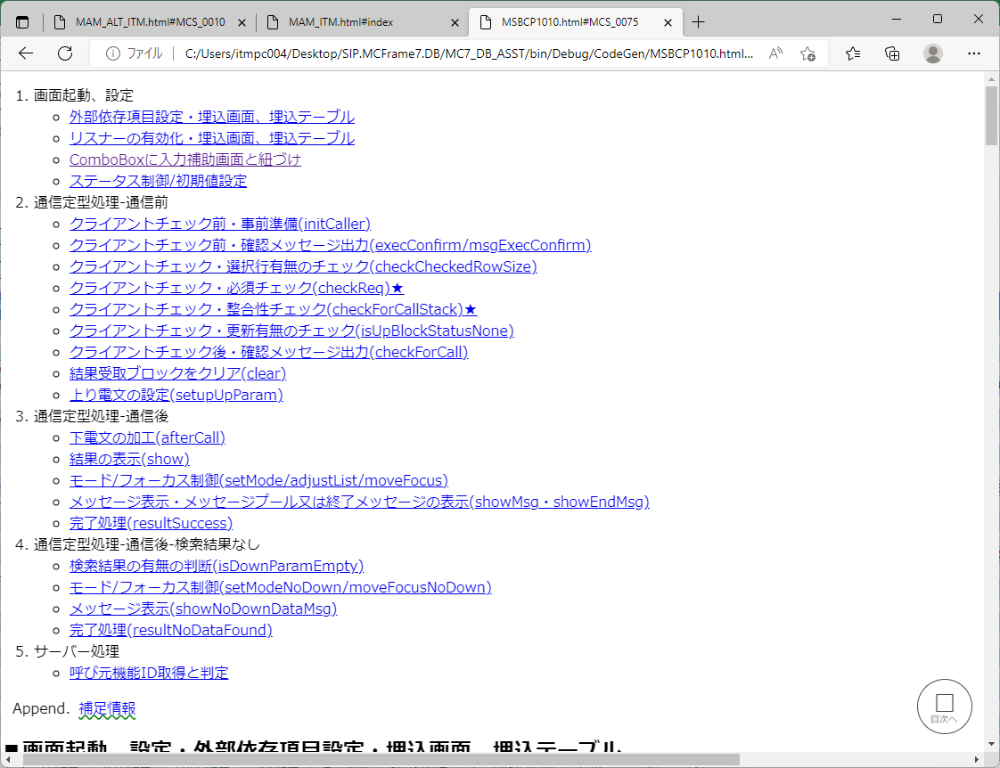 MAM_ALT_ITM.html#MCS_0010
MAM_ITM.html#index
MSBCP1010.html#MCS_0075
ファイル
C:/Users/itmpc004/Desktop/SIP.MCFrame7.DB/MC7_DB_ASST/bin/Debug/CodeGen/MSBCP1010.html...
1. 画面起動、設定
外部依存項目設定・埋込画面、埋込テーブル
リスナーの有効化・埋込画面、埋込テーブル
ComboBoxに入力補助画面と紐づけ
ステータス制御/初期値設定
2. 通信定型処理-通信前
クライアントチェック前・事前準備(initCaller)
クライアントチェック前・確認メッセージ出力(execConfirm/msgExecConfirm)
クライアントチェック・選択行有無のチェック(checkCheckedRowSize)
クライアントチェック・必須チェック(checkReq)★
クライアントチェック・整合性チェック(checkForCallStack)★
クライアントチェック・更新有無のチェック(isUpBlockStatusNone)
クライアントチェック後・確認メッセージ出力(checkForCall)
結果受取ブロックをクリア(clear)
上り電文の設定(setupUpParam)
3. 通信定型処理-通信後
下電文の加工(afterCall)
結果の表示(show)
モード/フォーカス制御(setMode/adjustList/moveFocus)
メッセージ表示・メッセージプール又は終了メッセージの表示(showMsg・showEndMsg)
完了処理(resultSuccess)
4. 通信定型処理-通信後-検索結果なし
検索結果の有無の判断(isDownParamEmpty)
モード/フォーカス制御(setModeNoDown/moveFocusNoDown)
メッセージ表示(showNoDownDataMsg)
完了処理(resultNoDataFound)
5. サーバー処理
呼び元機能ID取得と判定
Append. 補足情報
目次へ
■画面起動、設定・外部依存項目設定・埋込画面、埋込テーブル